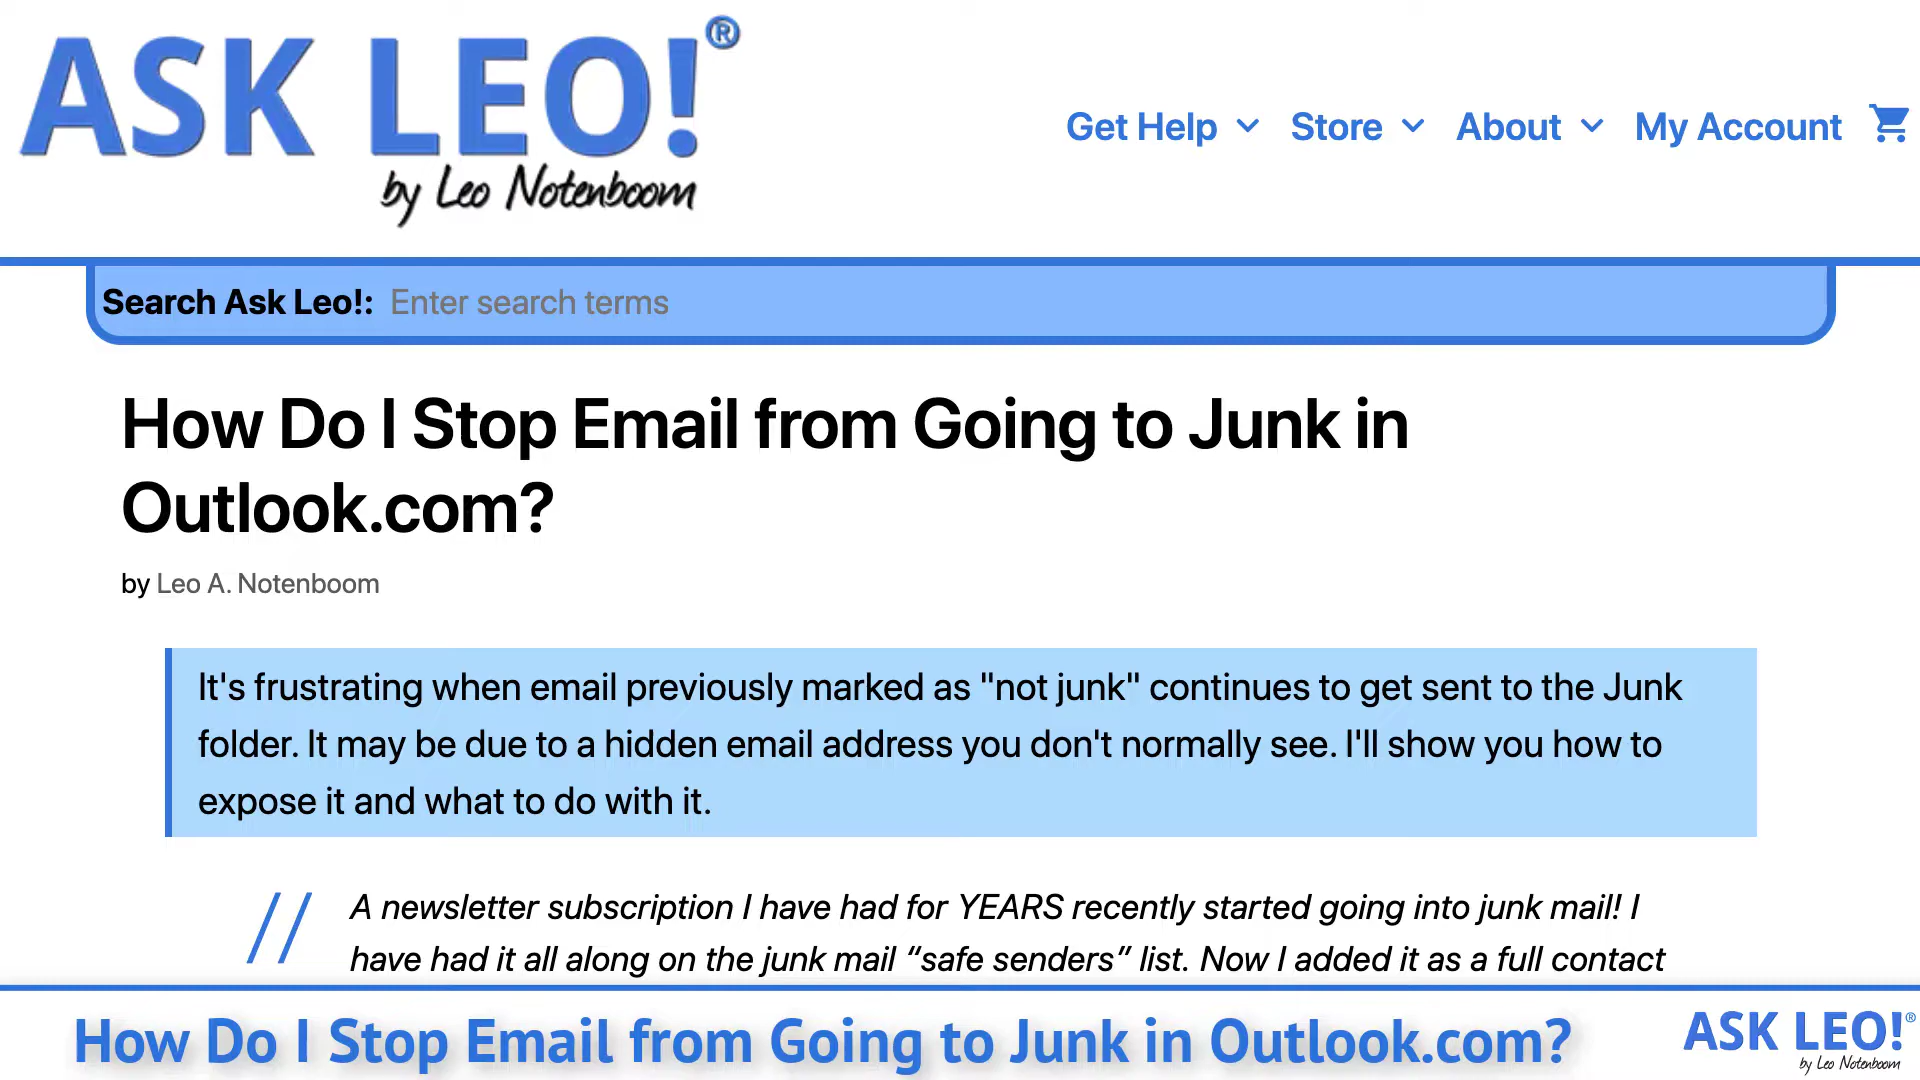 ASK LEO!®
by Leo Notenboom
Get Help Store About My Account
Search Ask Leo!: Enter search terms
How Do I Stop Email from Going to Junk in
Outlook.com?
by Leo A. Notenboom
It's frustrating when email previously marked as "not junk" continues to get sent to the Junk
folder. It may be due to a hidden email address you don't normally see. I'll show you how to
expose it and what to do with it.
A newsletter subscription I have had for YEARS recently started going into junk mail! I
have had it all along on the junk mail “safe senders” list. Now I added it as a full contact
How Do I Stop Email from Going to Junk in Outlook.com?
ASK LEO!®
by Leo Notenboom